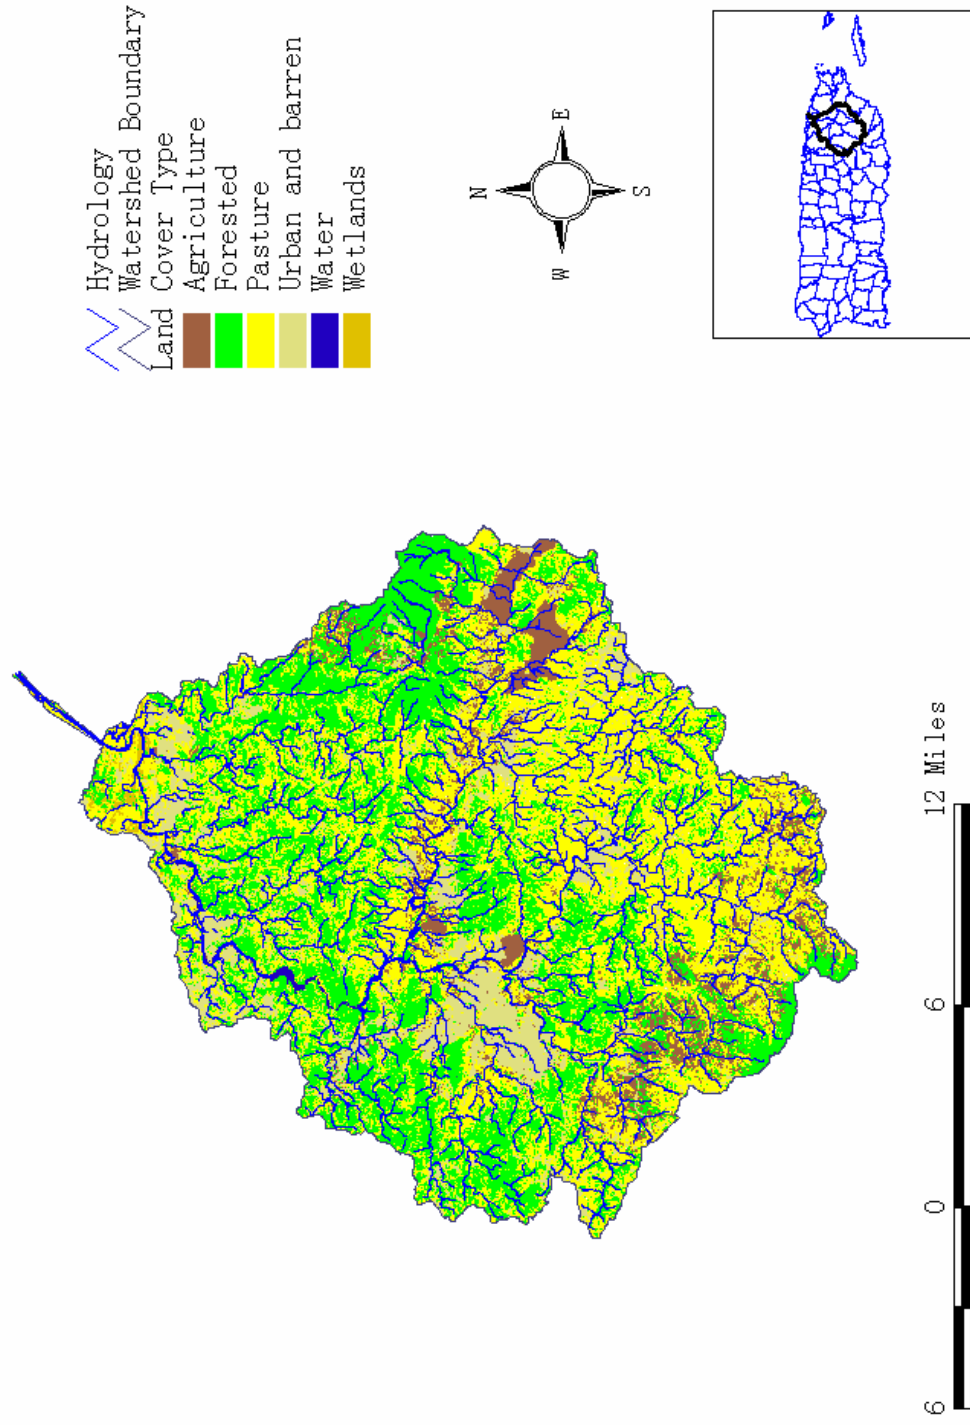 Hydrology
Watershed Boundary
Land Cover Type
Agriculture
Forested
Pasture
Urban and barren
Water
Wetlands
N
W
E
S
6
0
6
12 Miles